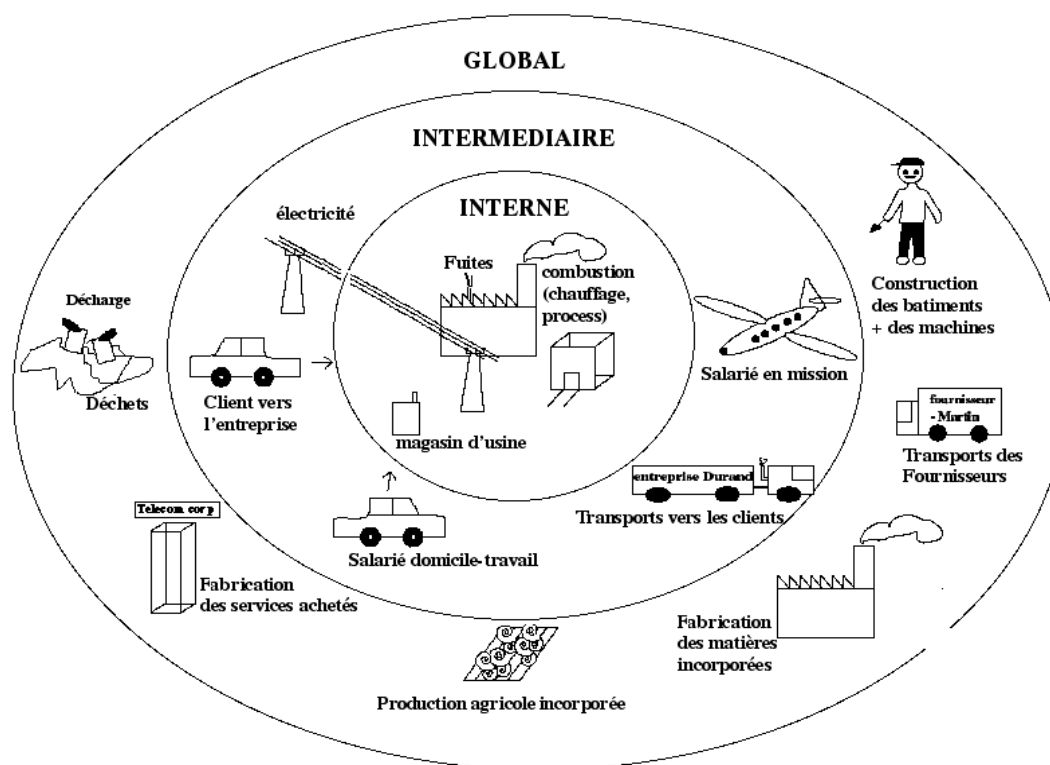 GLOBAL
INTERMEDIAIRE
INTERNE
électricité
Fuites
combustion
(chauffage,
process)
Construction
des batiments
+ des machines
Décharge
Déchets
Client vers
l'entreprise
magasin d'usine
Salarié en mission
fournisseur
- Martin
Transports des
Fournisseurs
entreprise Durand
Transports vers les clients
Telecom corp
Salarié domicile-travail
Fabrication
des services achetés
Fabrication
des matières
incorporées
Production agricole incorporée